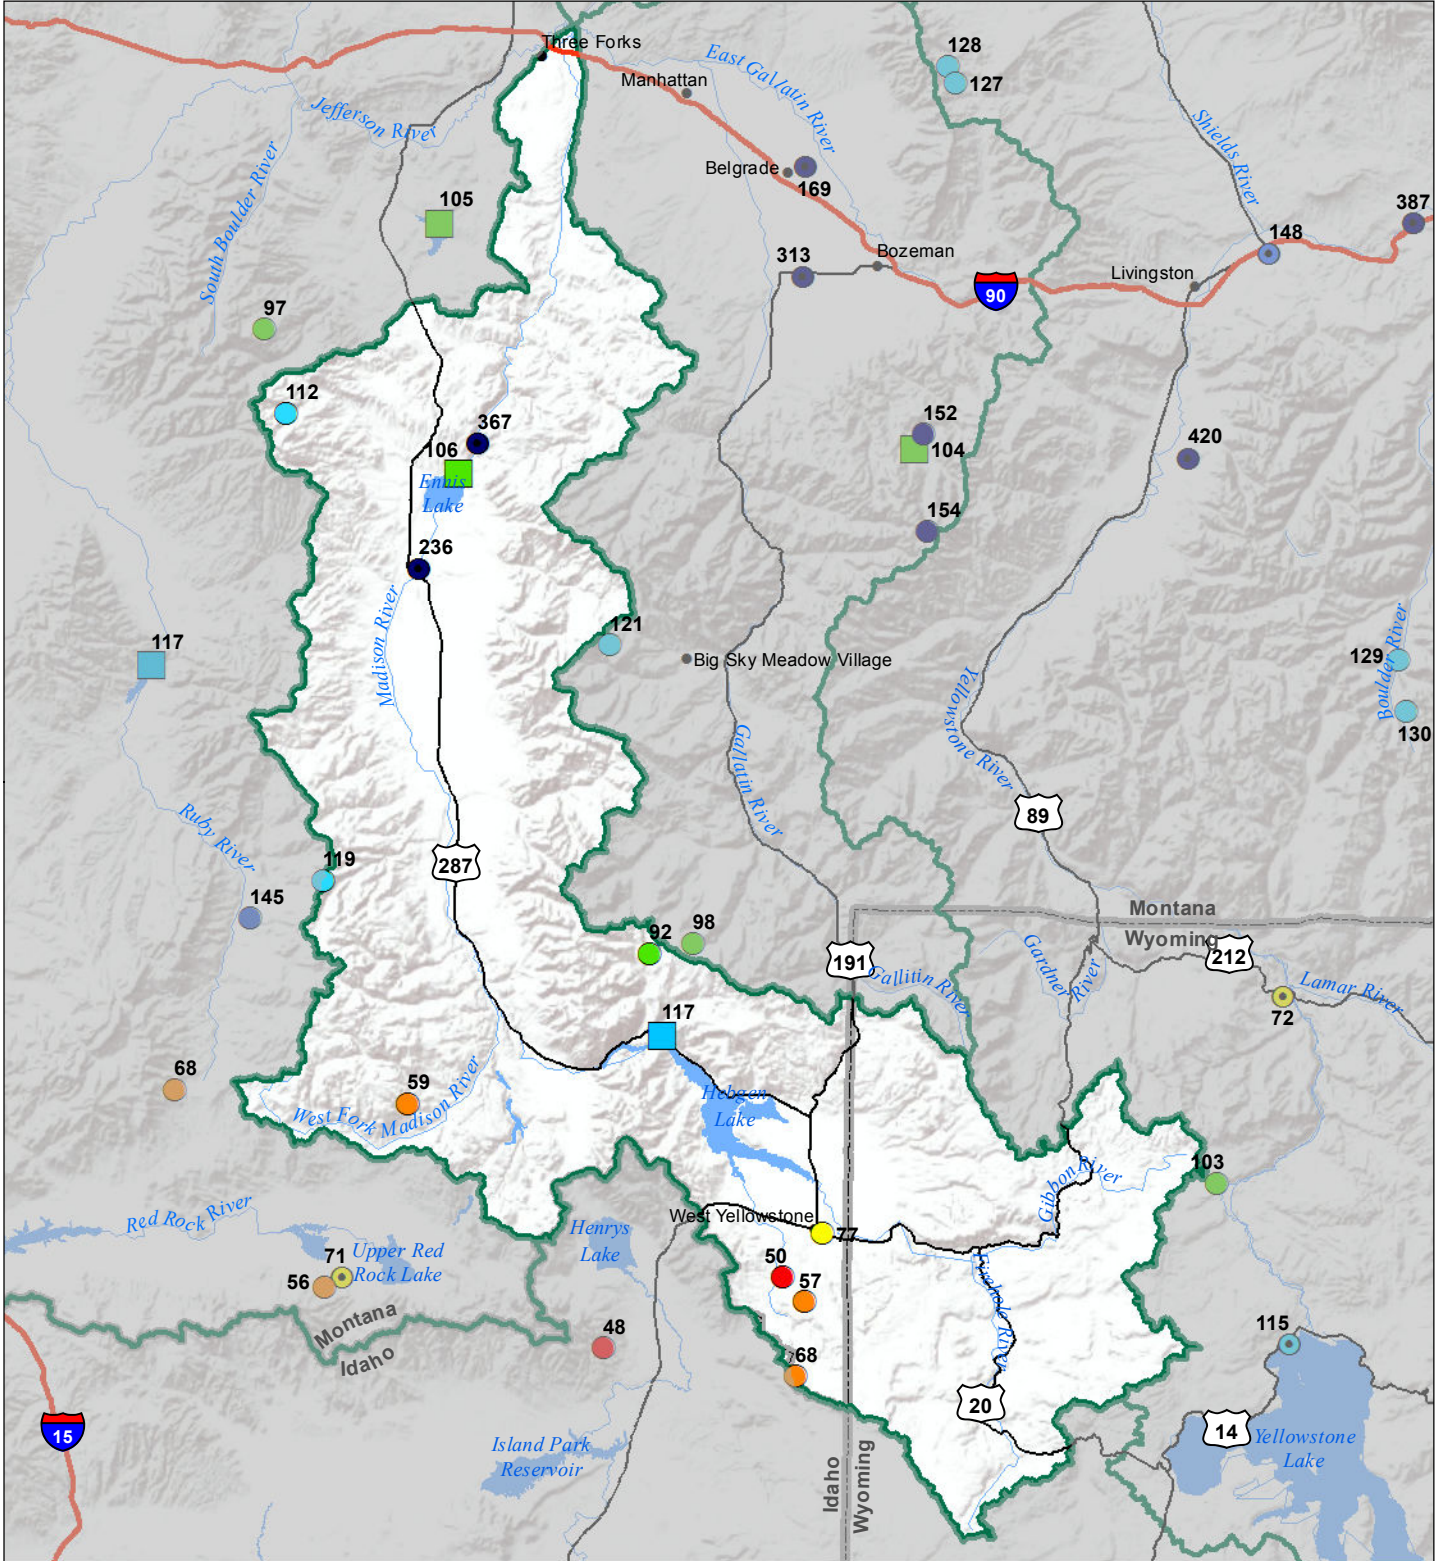 Three Forks
128
127
Manhattan
East Gallatin River
Jefferson River
Shields River
South Boulder River
Belgrade
169
105
387
148
313
Bozeman
Livingston
90
97
112
367
152
106
104
420
Ennis
Lake
154
236
Madison River
121
117
Big Sky Meadow Village
129
Boulder River
130
Yellowstone River
Gallatin River
89
Ruby River
119
287
145
Montana
Wyoming
92
98
191
Gallitin River
Gardner
River
212
Lamar River
72
117
68
59
West Fork Madison River
Hebgen
Lake
Gibbon River
103
Red Rock River
Henrys
Lake
West Yellowstone
77
71
Upper Red
Rock Lake
56
50
57
Firehole River
Montana
Idaho
48
68
115
20
15
14
Yellowstone
Lake
Island Park
Reservoir
Idaho
Wyoming